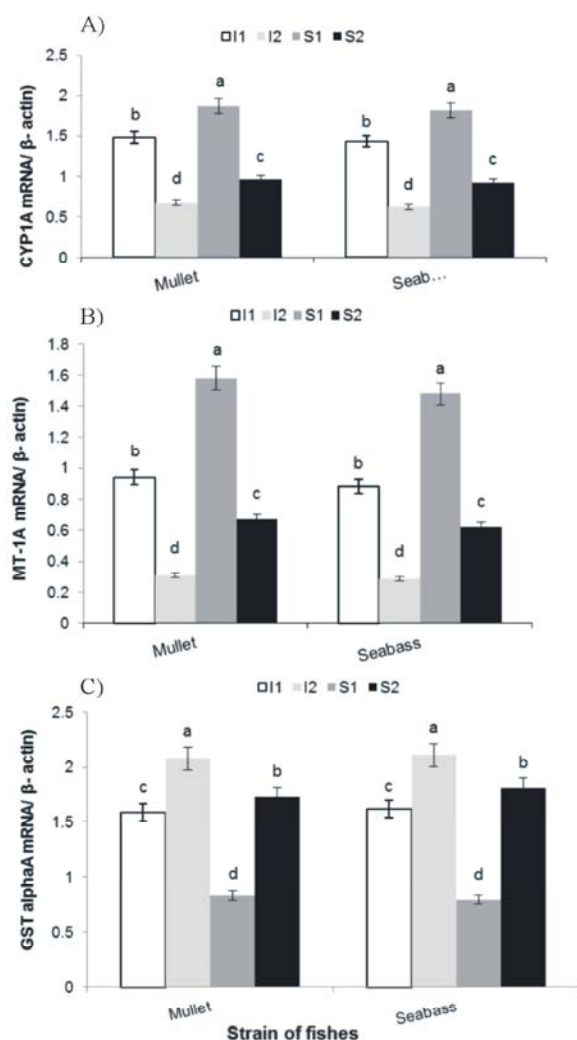 A)
I1 I2 S1 S2
CYP1A mRNA/ β- actin)
2.5
2
1.5
1
0.5
0
b
d
a
c
b
d
a
c
Mullet
Seab…
B)
I1 I2 S1 S2
MT-1A mRNA/ β- actin)
1.8
1.6
1.4
1.2
1
0.8
0.6
0.4
0.2
0
b
d
a
c
b
d
a
c
Mullet
Seabass
C)
I1 I2 S1 S2
GST alphaA mRNA/ β- actin)
2.5
2
1.5
1
0.5
0
c
a
d
b
c
a
d
b
Mullet
Seabass
Strain of fishes